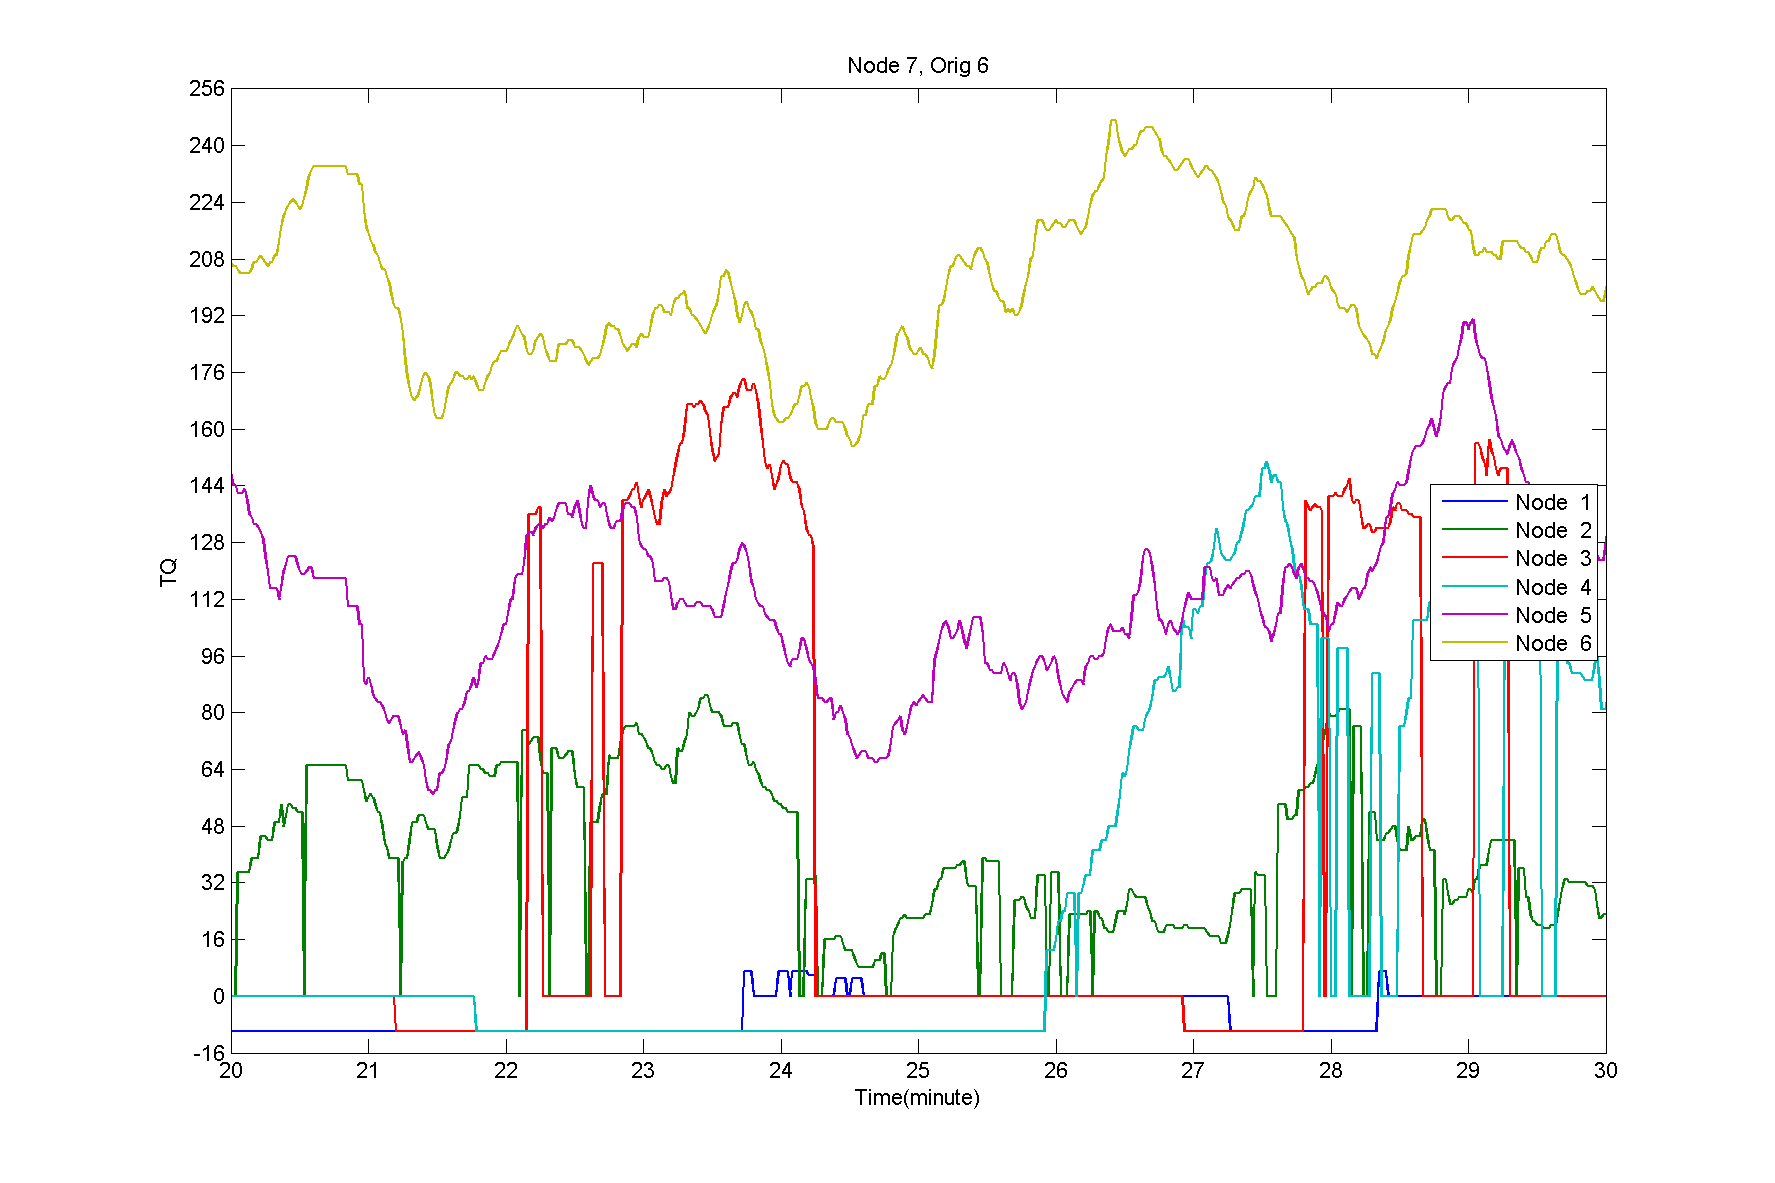 Node 7, Orig 6
256
240
224
208
192
176
160
144
128
112
96
80
64
48
32
16
0
-16
TQ
Node 1
Node 2
Node 3
Node 4
Node 5
Node 6
20 21 22 23 24 25 26 27 28 29 30
Time(minute)